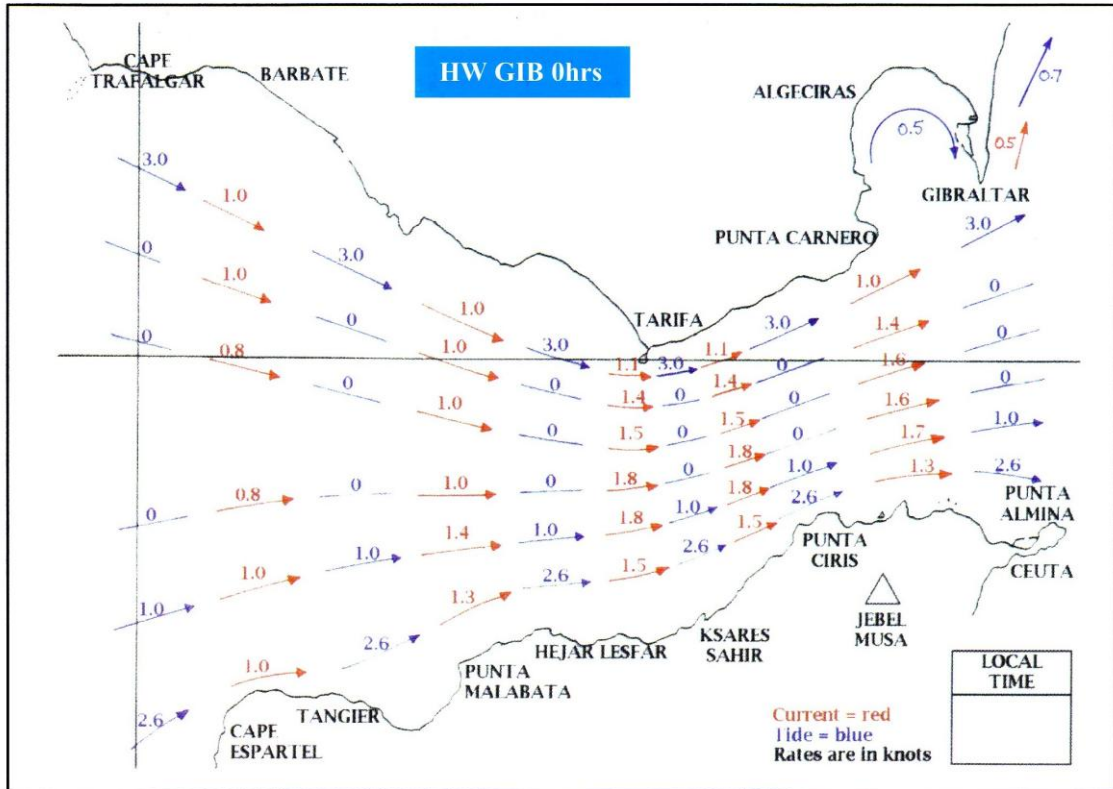 HW GIB 0hrs
CAPE
TRAFALGAR
BARBATE
ALGECIRAS
0.7
0.5
0.5
GIBRALTAR
3.0
1.0
3.0
PUNTA CARNERO
0
3.0
1.0
1.0
0
0
1.0
TARIFA
3.0
1.4
0
0
0.8
1.0
3.0
1.1
3.0
1.1
0
1.6
0
0
1.4
0
1.4
1.0
0
1.5
0
1.5
0
1.6
1.0
0
1.8
1.7
0.8
0
1.0
0
1.8
0
1.8
1.0
1.3
2.6
PUNTA
ALMINA
0
1.0
1.4
1.0
1.8
1.0
1.5
2.6
PUNTA
CIRIS
CEUTA
1.0
1.0
1.3
2.6
1.5
2.6
JEBEL
MUSA
KSARES
SAHIR
HEJAR LESFAR
PUNTA
MALABATA
2.6
1.0
2.6
TANGIER
CAPE
ESPARTEL
LOCAL
TIME
Current = red
Tide = blue
Rates are in knots